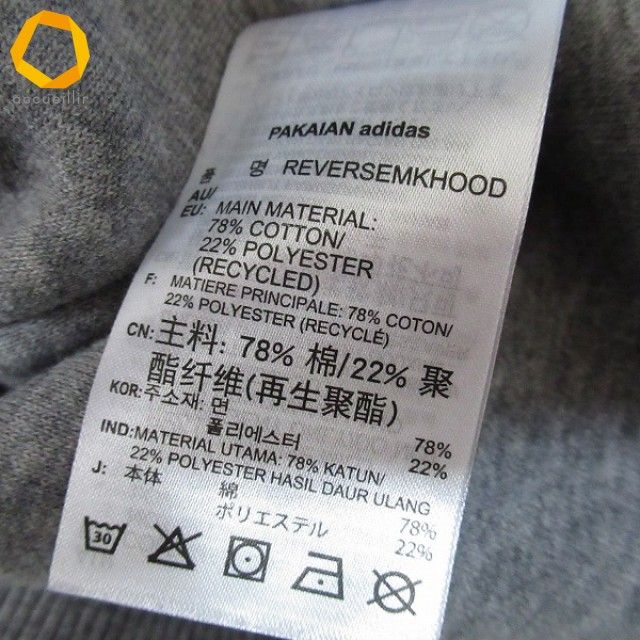 accueillir
PAKAIAN adidas
품 명 REVERSEMKHOOD
AU/
EU: MAIN MATERIAL:
78% COTTON/
22% POLYESTER
(RECYCLED)
F: MATIERE PRINCIPALE: 78% COTON/
22% POLYESTER (RECYCLÉ)
CN: 主料: 78% 棉/22% 聚
酯纤维(再生聚酯)
KOR: 주소재: 면 78%
폴리에스터 22%
IND: MATERIAL UTAMA: 78% KATUN/
22% POLYESTER HASIL DAUR ULANG
J: 本体 綿 78%
ポリエステル 22%
30